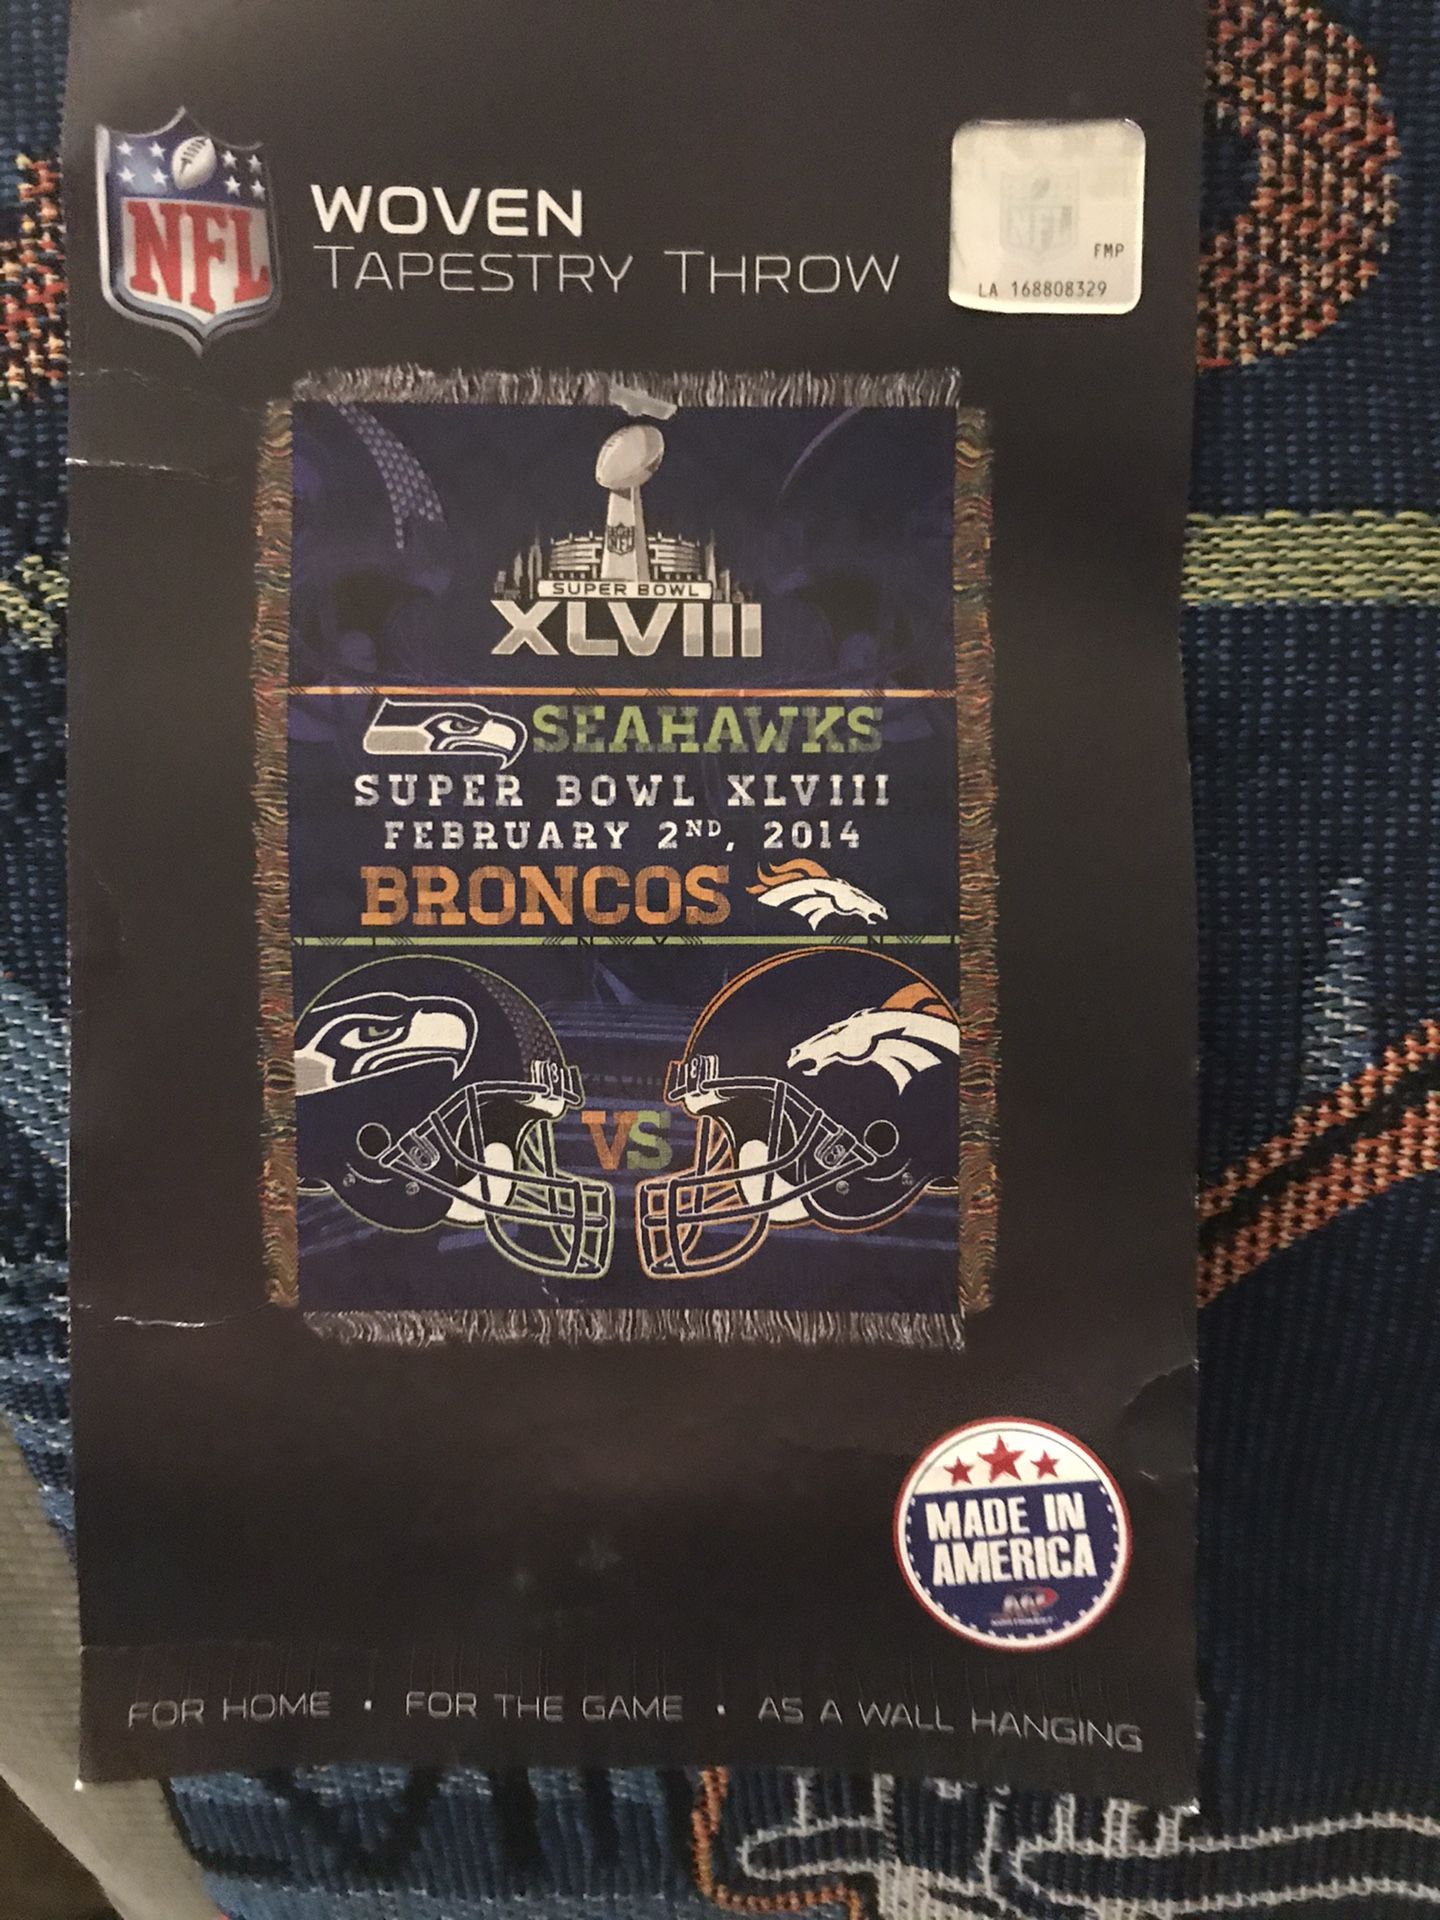 NFL
WOVEN
TAPESTRY THROW
NFL
FMP
LA 168808329
NFL
SUPER BOWL
XLVIII
SEAHAWKS
SUPER BOWL XLVIII
FEBRUARY 2ND, 2014
BRONCOS
VS
MADE IN
AMERICA
FOR HOME • FOR THE GAME • AS A WALL HANGING